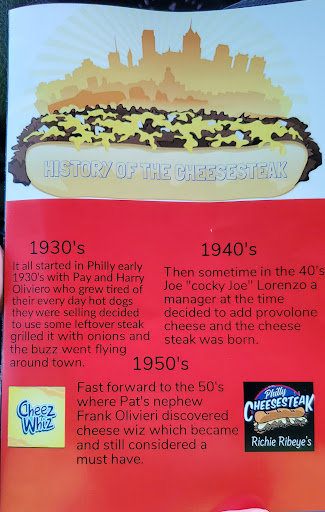 HISTORY OF THE CHEESESTEAK
1930's
It all started in Philly early
1930's with Pay and Harry
Oliviero who grew tired of
their every day hot dogs
they were selling decided
to use some leftover steak
grilled it with onions and
the buzz went flying
around town.
1940's
Then sometime in the 40's
Joe "cocky Joe" Lorenzo a
manager at the time
decided to add provolone
cheese and the cheese
steak was born.
1950's
Fast forward to the 50's
where Pat's nephew
Frank Olivieri discovered
cheese wiz which became
and still considered a
must have.
Cheez
Whiz
Philly
CHEESESTEAK
Richie Ribeye's